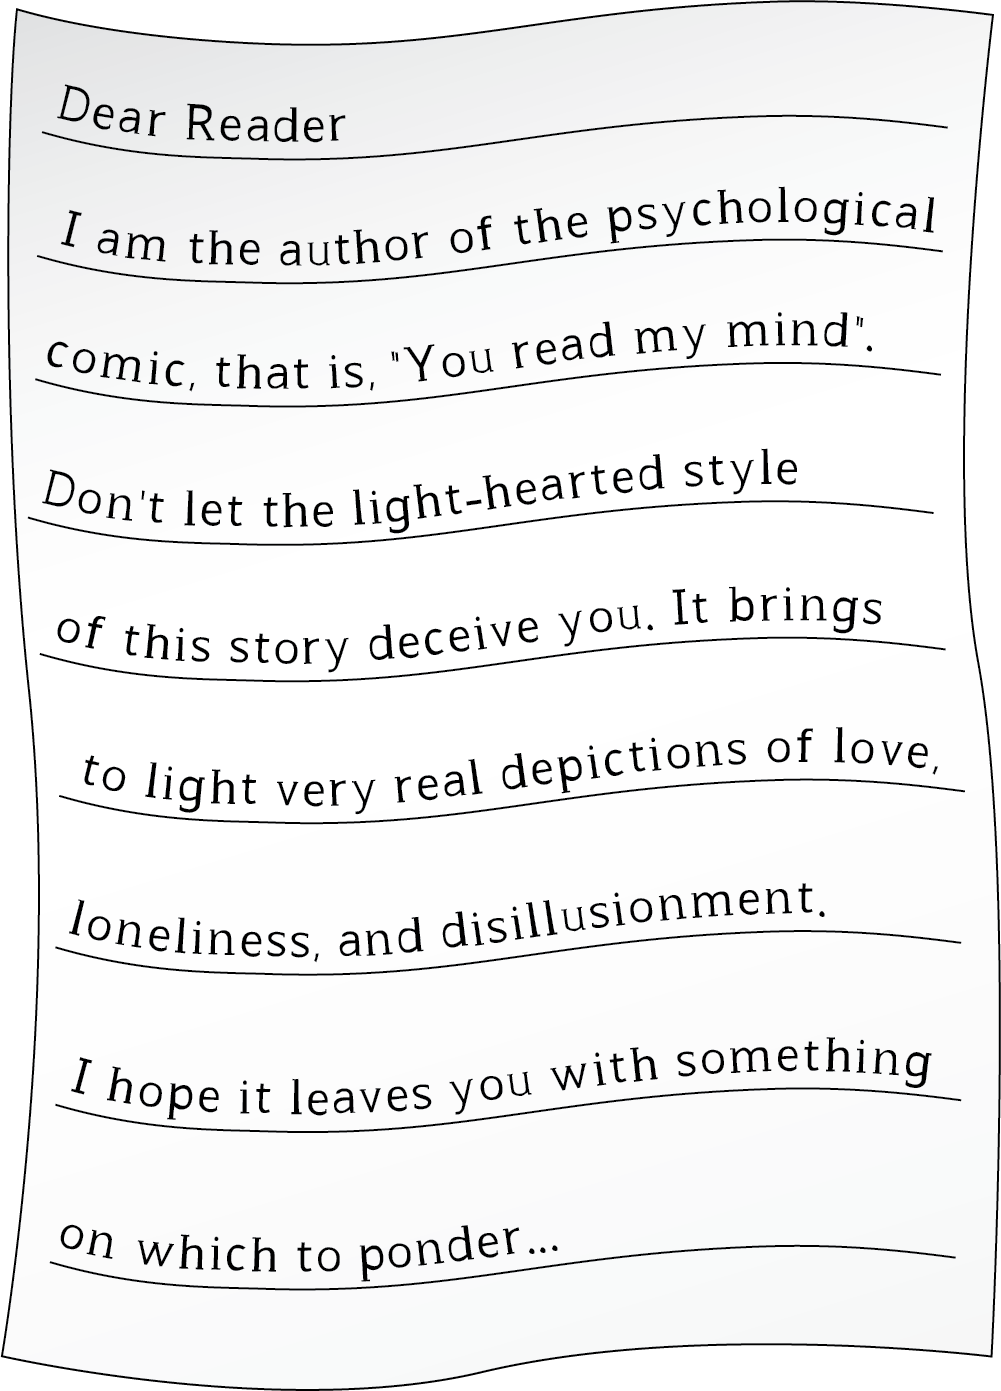 Dear Reader
I am the author of the psychological
comic, that is, "You read my mind".
Don't let the light-hearted style
of this story deceive you. It brings
to light very real depictions of love,
loneliness, and disillusionment.
I hope it leaves you with something
on which to ponder...